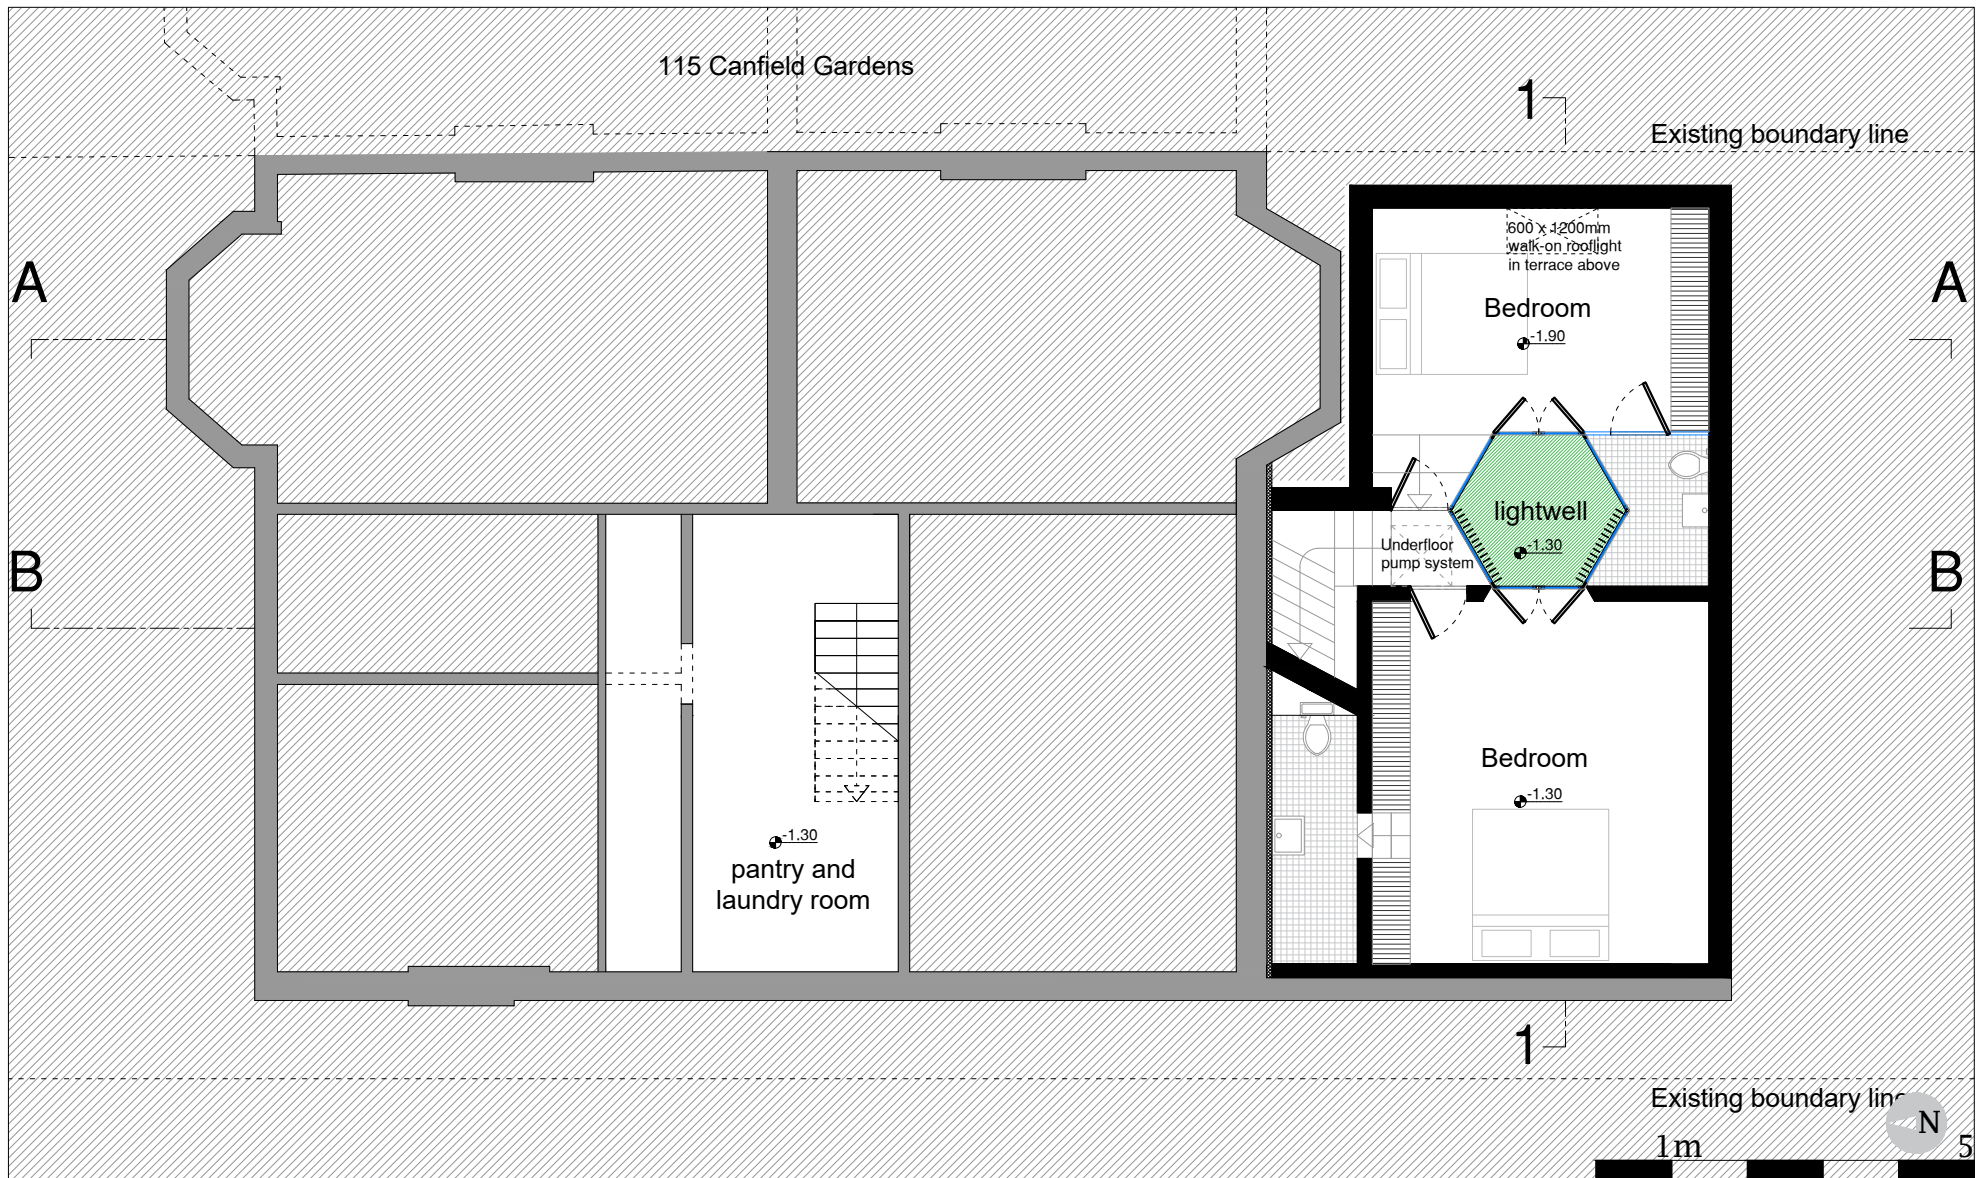 115 Canfield Gardens
1
Existing boundary line
600 x 1200mm
walk-on rooflight
in terrace above
A
A
Bedroom
-1.90
lightwell
-1.30
Underfloor
pump system
B
B
Bedroom
-1.30
-1.30
pantry and
laundry room
1
Existing boundary line
N
1m
5